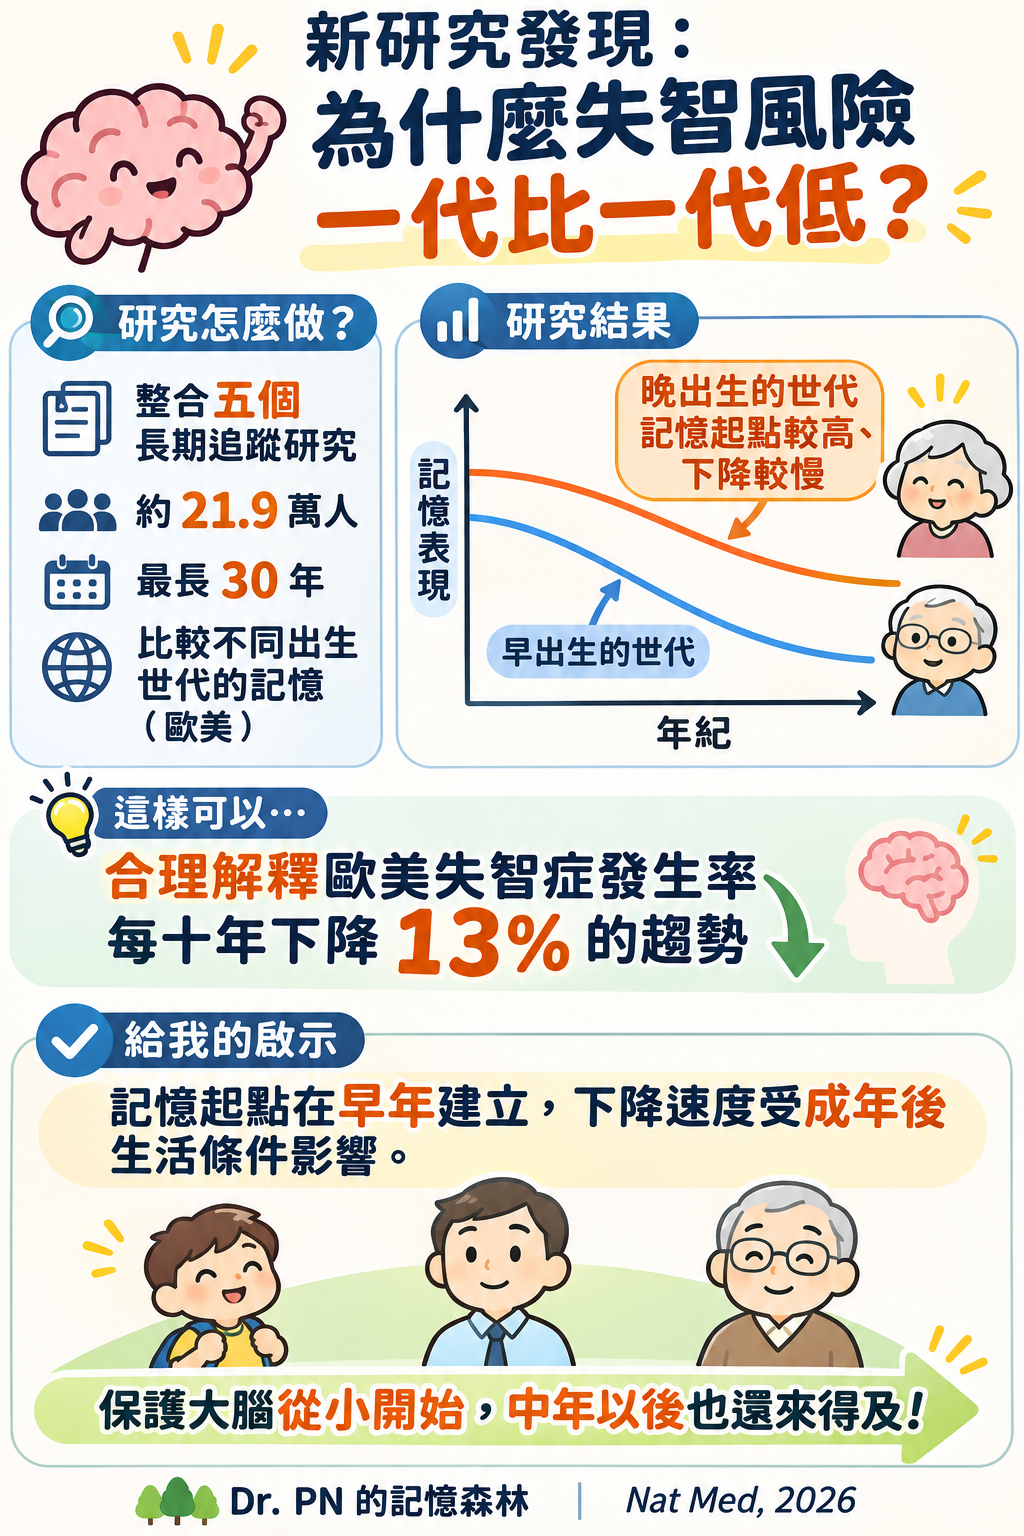 新研究發現：
為什麼失智風險
一代比一代低？
研究怎麼做？
整合五個
長期追蹤研究
約 21.9 萬人
最長 30 年
比較不同出生
世代的記憶
（歐美）
研究結果
記憶表現
晚出生的世代
記憶起點較高、
下降較慢
早出生的世代
年紀
這樣可以⋯
合理解釋歐美失智症發生率
每十年下降 13% 的趨勢
給我的啟示
記憶起點在早年建立，下降速度受成年後
生活條件影響。
保護大腦從小開始，中年以後也還來得及！
Dr. PN 的記憶森林 | Nat Med, 2026